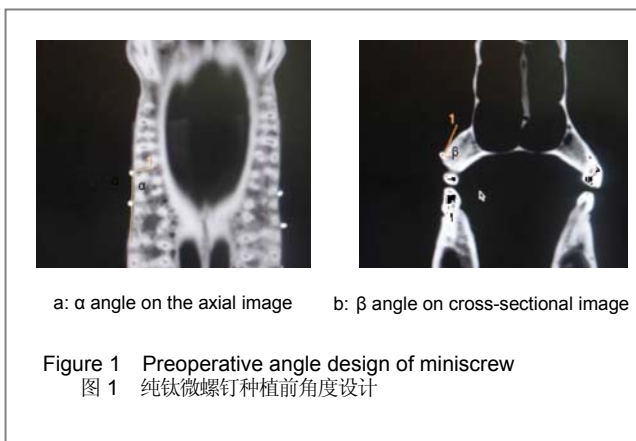 α
α
1
β
a: α angle on the axial image
b: β angle on cross-sectional image
Figure 1 Preoperative angle design of miniscrew
图 1 纯钛微螺钉种植前角度设计